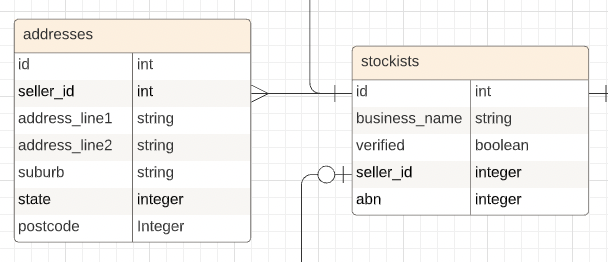 addresses
id int
seller_id int
address_line1 string
address_line2 string
suburb string
state integer
postcode Integer
stockists
id int
business_name string
verified boolean
seller_id integer
abn integer